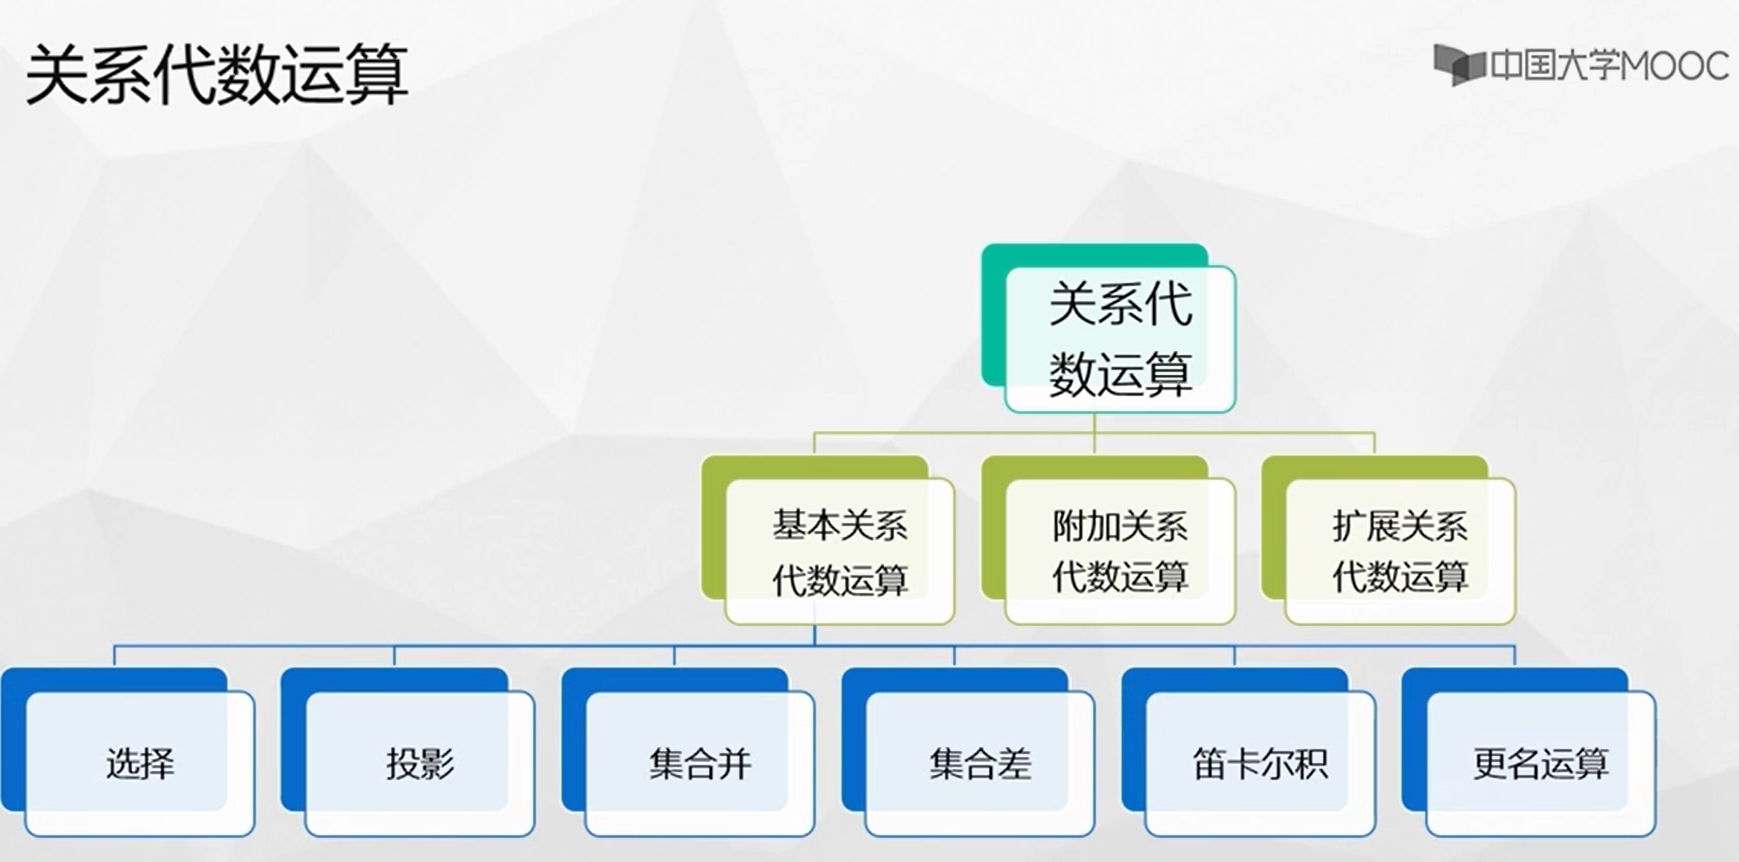 关系代数运算
中国大学MOOC
关系代
数运算
基本关系
代数运算
附加关系
代数运算
扩展关系
代数运算
选择
投影
集合并
集合差
笛卡尔积
更名运算